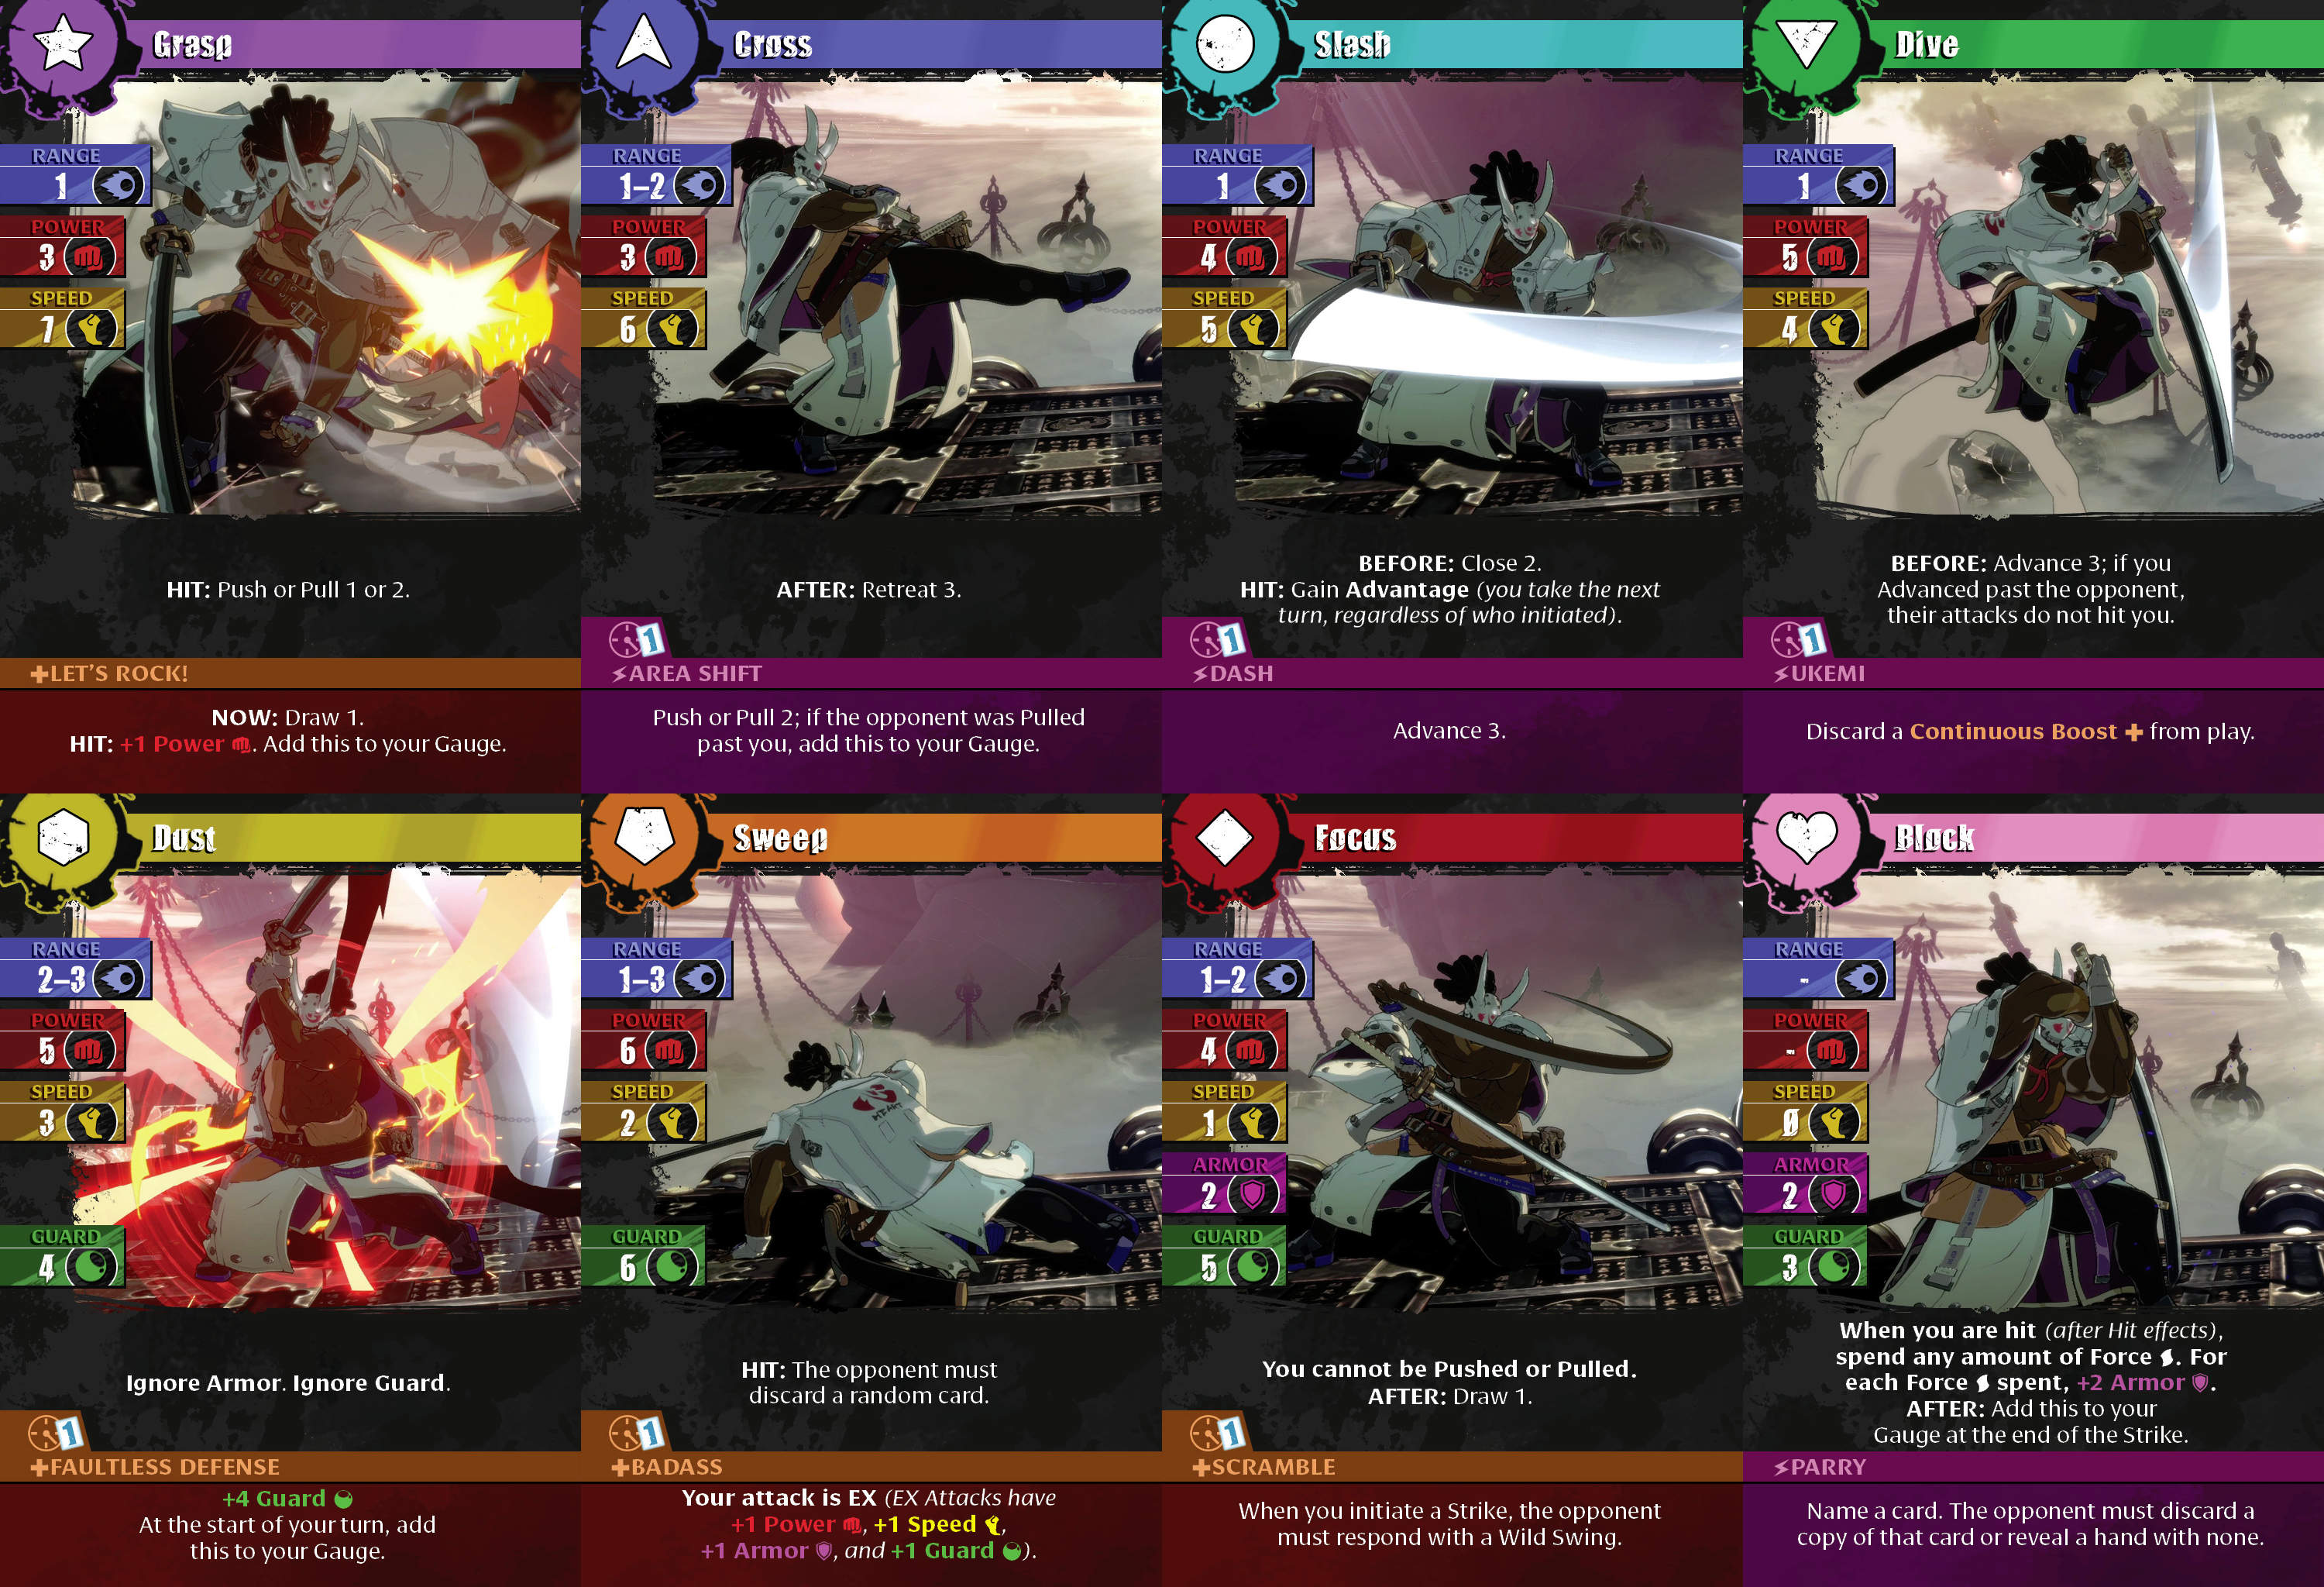 Grasp
RANGE
1
POWER
3
SPEED
7
HIT: Push or Pull 1 or 2.
LET'S ROCK!
NOW: Draw 1.
HIT: +1 Power. Add this to your Gauge.
Cross
RANGE
1–2
POWER
3
SPEED
6
AFTER: Retreat 3.
1
AREA SHIFT
Push or Pull 2; if the opponent was Pulled
past you, add this to your Gauge.
Slash
RANGE
1
POWER
4
SPEED
5
BEFORE: Close 2.
HIT: Gain Advantage (you take the next
turn, regardless of who initiated).
1
DASH
Advance 3.
Dive
RANGE
1
POWER
5
SPEED
4
BEFORE: Advance 3; if you
Advanced past the opponent,
their attacks do not hit you.
1
UKEMI
Discard a Continuous Boost + from play.
Dust
RANGE
2–3
POWER
5
SPEED
3
GUARD
4
Ignore Armor. Ignore Guard.
1
FAULTLESS DEFENSE
+4 Guard
At the start of your turn, add
this to your Gauge.
Sweep
RANGE
1–3
POWER
6
SPEED
2
GUARD
6
HIT: The opponent must
discard a random card.
1
BADASS
Your attack is EX (EX Attacks have
+1 Power, +1 Speed,
+1 Armor, and +1 Guard).
Focus
RANGE
1–2
POWER
4
SPEED
1
ARMOR
2
GUARD
5
You cannot be Pushed or Pulled.
AFTER: Draw 1.
1
SCRAMBLE
When you initiate a Strike, the opponent
must respond with a Wild Swing.
Block
RANGE
-
POWER
-
SPEED
0
ARMOR
2
GUARD
3
When you are hit (after Hit effects),
spend any amount of Force. For
each Force spent, +2 Armor.
AFTER: Add this to your
Gauge at the end of the Strike.
PARRY
Name a card. The opponent must discard a
copy of that card or reveal a hand with none.